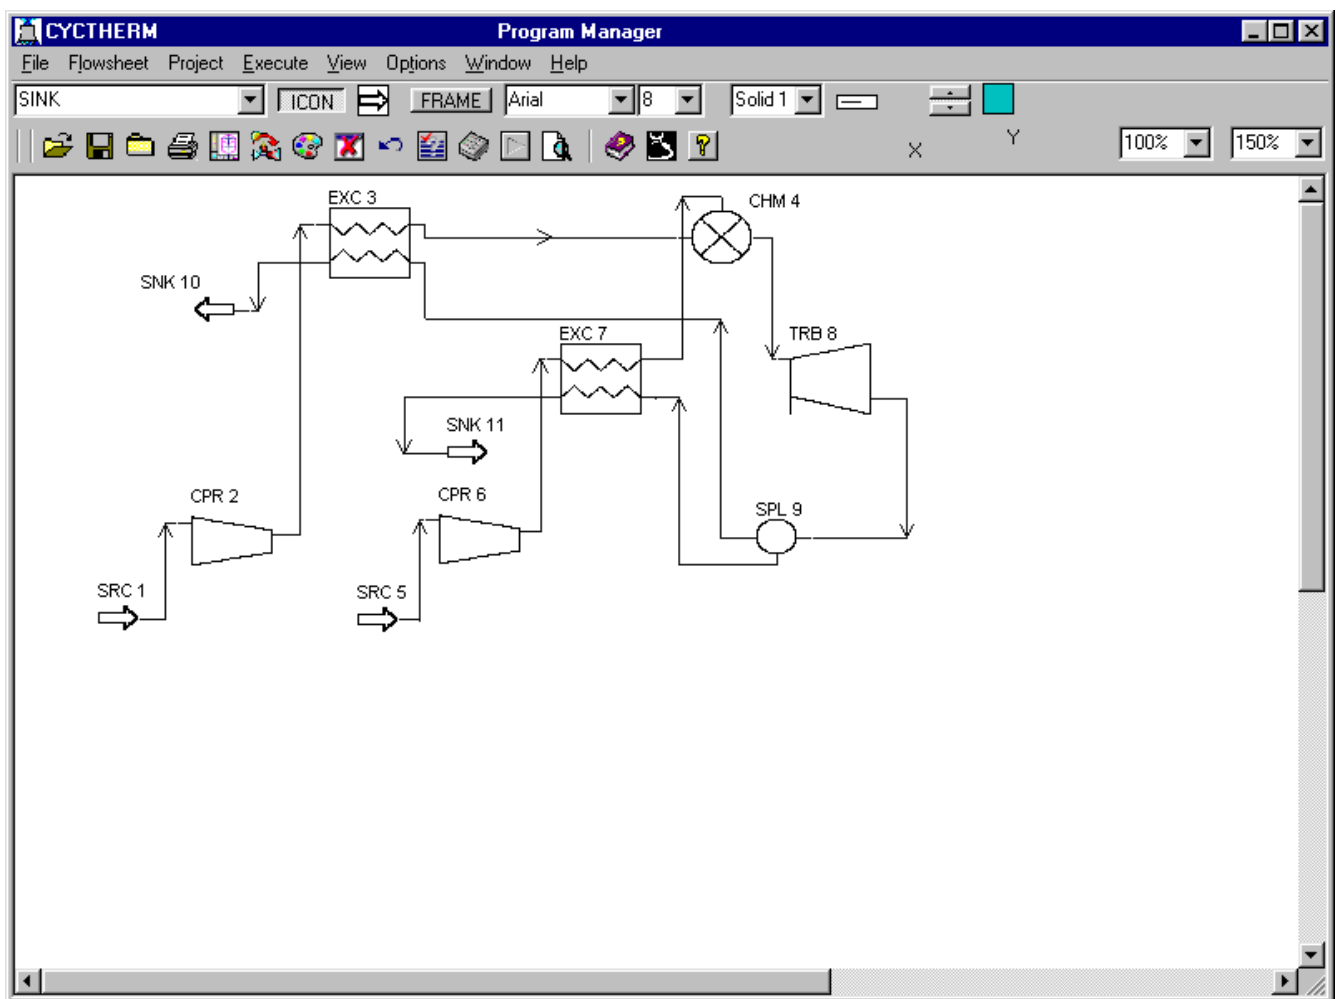 CYCTHERM Program Manager
File Flowsheet Project Execute View Options Window Help
SINK ICON FRAME Arial 8 Solid 1
X Y 100% 150%
EXC 3
CHM 4
SNK 10
EXC 7
TRB 8
SNK 11
CPR 2
CPR 6
SPL 9
SRC 1
SRC 5